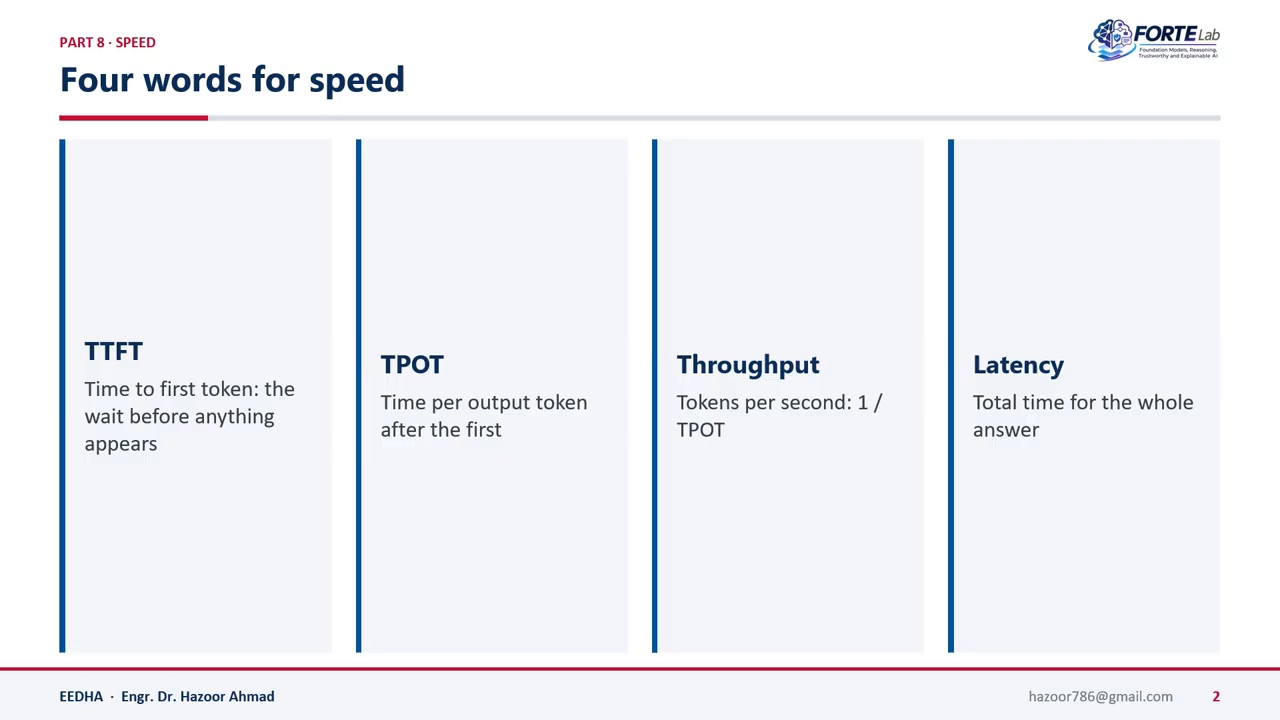 PART 8 · SPEED
Four words for speed
FORTE Lab
Foundation Models, Reasoning,
Trustworthy and Explainable AI
TTFT
Time to first token: the
wait before anything
appears
TPOT
Time per output token
after the first
Throughput
Tokens per second: 1 /
TPOT
Latency
Total time for the whole
answer
EEDHA · Engr. Dr. Hazoor Ahmad
hazoor786@gmail.com
2